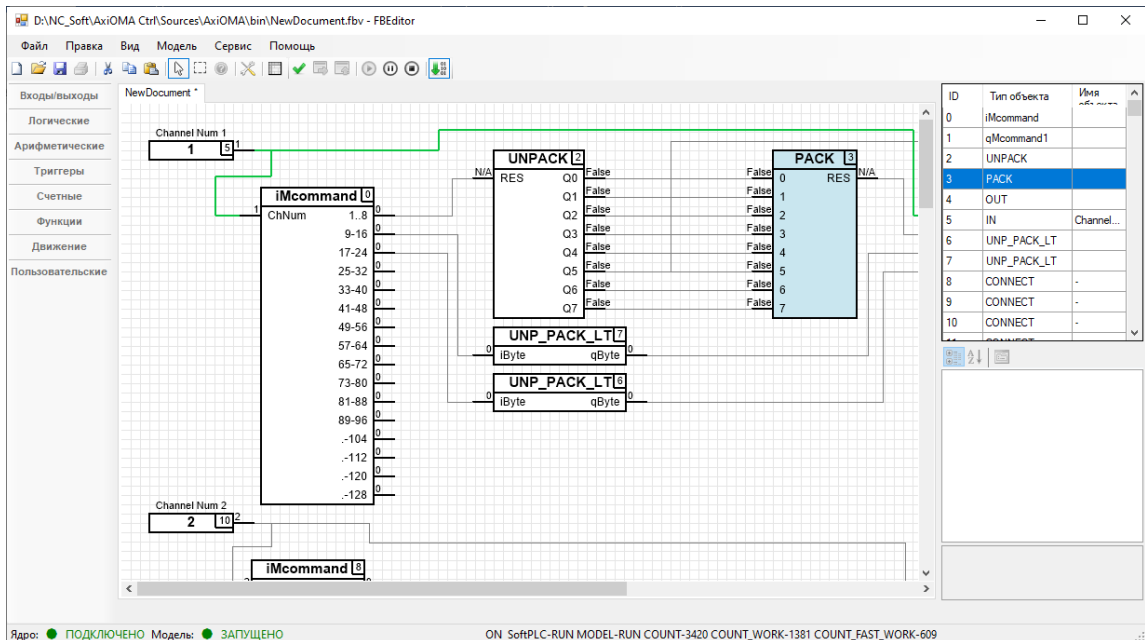 D:\NC_Soft\AxiOMA Ctrl\Sources\AxiOMA\bin\NewDocument.fbv - FBEditor
Файл Правка Вид Модель Сервис Помощь
Входы/выходы
Логические
Арифметические
Триггеры
Счетные
Функции
Движение
Пользовательские
NewDocument *
Channel Num 1
1 5 1
iMcommand 0
1 ChNum 1..8 0
9-16 0
17-24 0
25-32 0
33-40 0
41-48 0
49-56 0
57-64 0
65-72 0
73-80 0
81-88 0
89-96 0
.-104 0
.-112 0
.-120 0
.-128 0
UNPACK 2
N/A RES Q0 False
Q1 False
Q2 False
Q3 False
Q4 False
Q5 False
Q6 False
Q7 False
PACK 3
False 0 RES N/A
False 1
False 2
False 3
False 4
False 5
False 6
False 7
UNP_PACK_LT 7
0 iByte qByte 0
UNP_PACK_LT 6
0 iByte qByte 0
Channel Num 2
2 10 2
iMcommand 8
ID Тип объекта Имя объекта
0 iMcommand
1 qMcommand1
2 UNPACK
3 PACK
4 OUT
5 IN Channel...
6 UNP_PACK_LT
7 UNP_PACK_LT
8 CONNECT -
9 CONNECT -
10 CONNECT -
Ядро: ПОДКЛЮЧЕНО Модель: ЗАПУЩЕНО ON SoftPLC-RUN MODEL-RUN COUNT-3420 COUNT_WORK-1381 COUNT_FAST_WORK-609